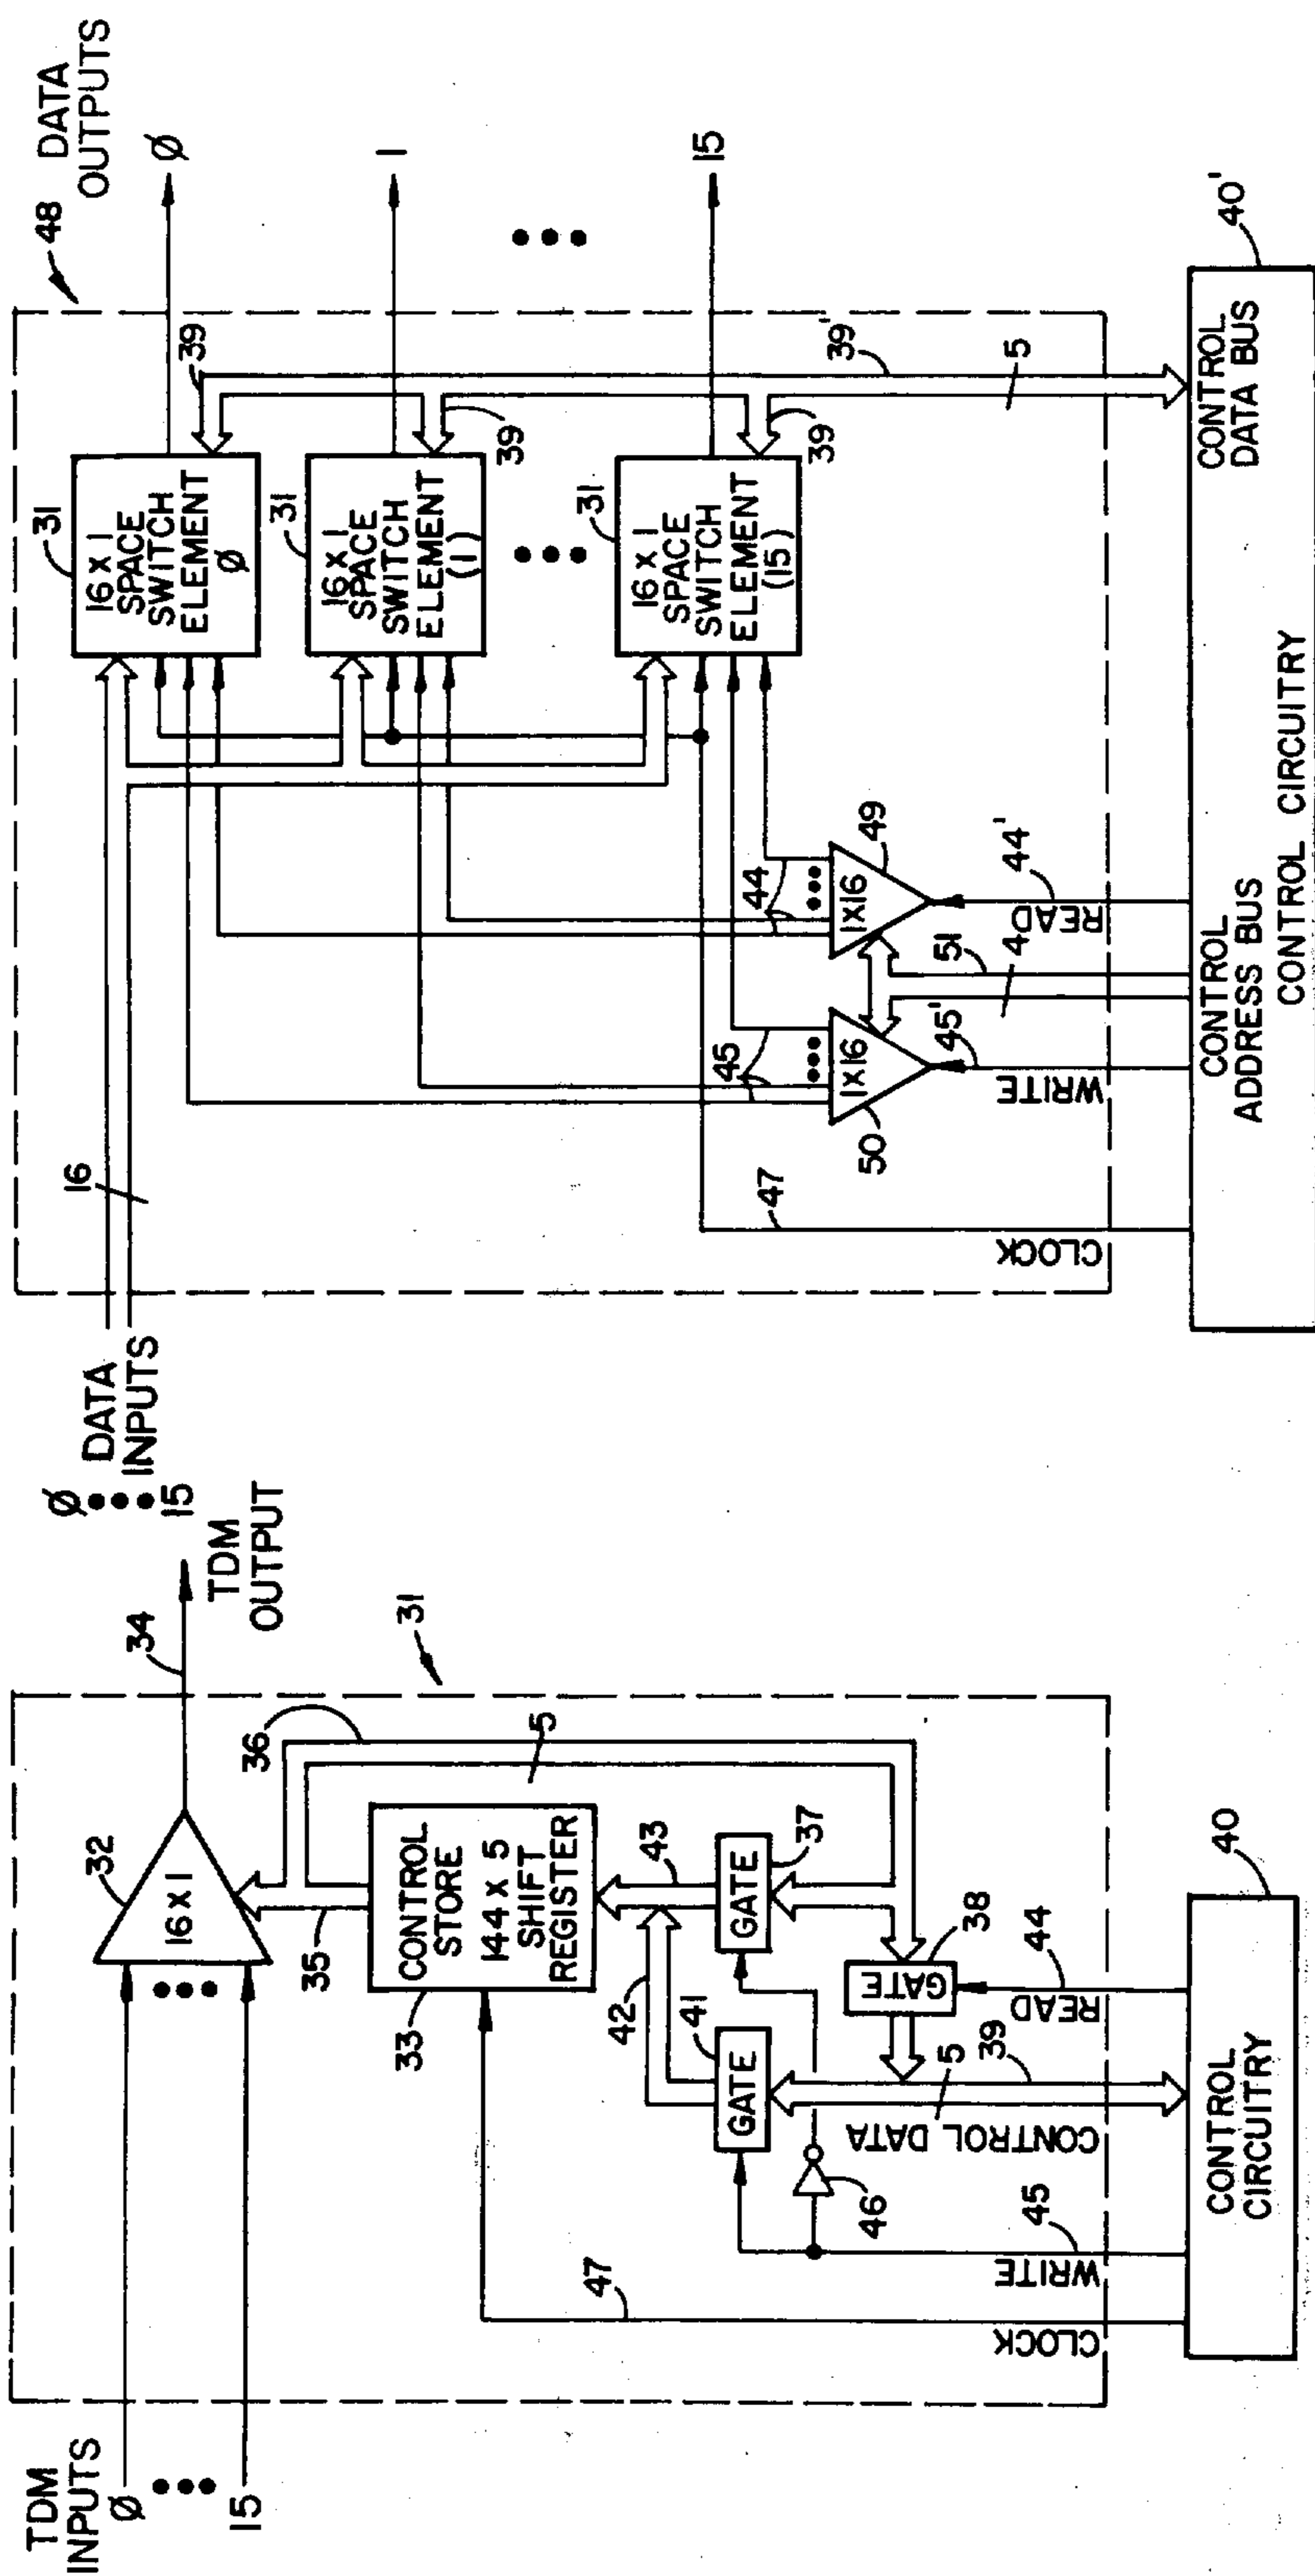 TDM
INPUTS
Ø
15
32
16 X 1
34
TDM
OUTPUT
31
35
36
33
CONTROL
STORE
144 X 5
SHIFT
REGISTER
5
42
43
41
GATE
GATE
37
GATE
38
46
47
CLOCK
45
WRITE
CONTROL DATA
5
39
44
READ
40
CONTROL
CIRCUITRY
Ø
15
DATA
INPUTS
16
48
DATA
OUTPUTS
Ø
1
15
31
16 X 1
SPACE
SWITCH
ELEMENT
Ø
39
31
16 X 1
SPACE
SWITCH
ELEMENT
(1)
39
31
16 X 1
SPACE
SWITCH
ELEMENT
(15)
39
39'
5
45
44
1X16
50
1X16
49
47
CLOCK
45'
WRITE
4
51
44'
READ
40'
CONTROL
ADDRESS BUS
CONTROL
DATA BUS
CONTROL CIRCUITRY